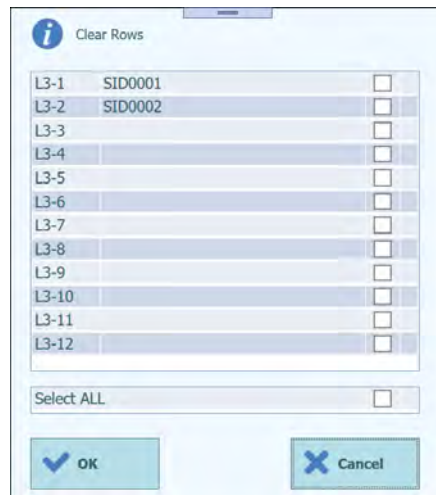 Clear Rows
L3-1 SID0001
L3-2 SID0002
L3-3
L3-4
L3-5
L3-6
L3-7
L3-8
L3-9
L3-10
L3-11
L3-12
Select ALL
OK
Cancel